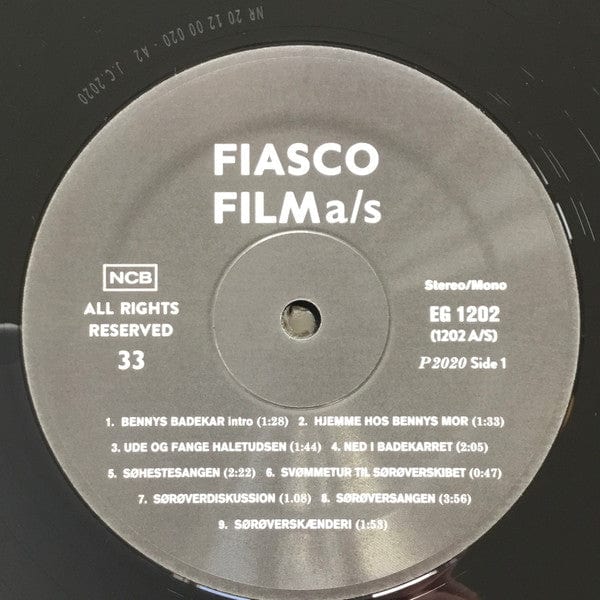 NR 20 12 00 020 - A2 J.C. 2020
FIASCO
FILM a/s
NCB
ALL RIGHTS
RESERVED
33
Stereo/Mono
EG 1202
(1202 A/S)
P 2020 Side 1
1. BENNYS BADEKAR intro (1:28) 2. HJEMME HOS BENNYS MOR (1:33)
3. UDE OG FANGE HALETUDSEN (1:44) 4. NED I BADEKARRET (2:05)
5. SØHESTESANGEN (2:22) 6. SVØMMETUR TIL SØRØVERSKIBET (0:47)
7. SØRØVERDISKUSSION (1.08) 8. SØRØVERSANGEN (3:56)
9. SØRØVERSKÆNDERI (1:53)